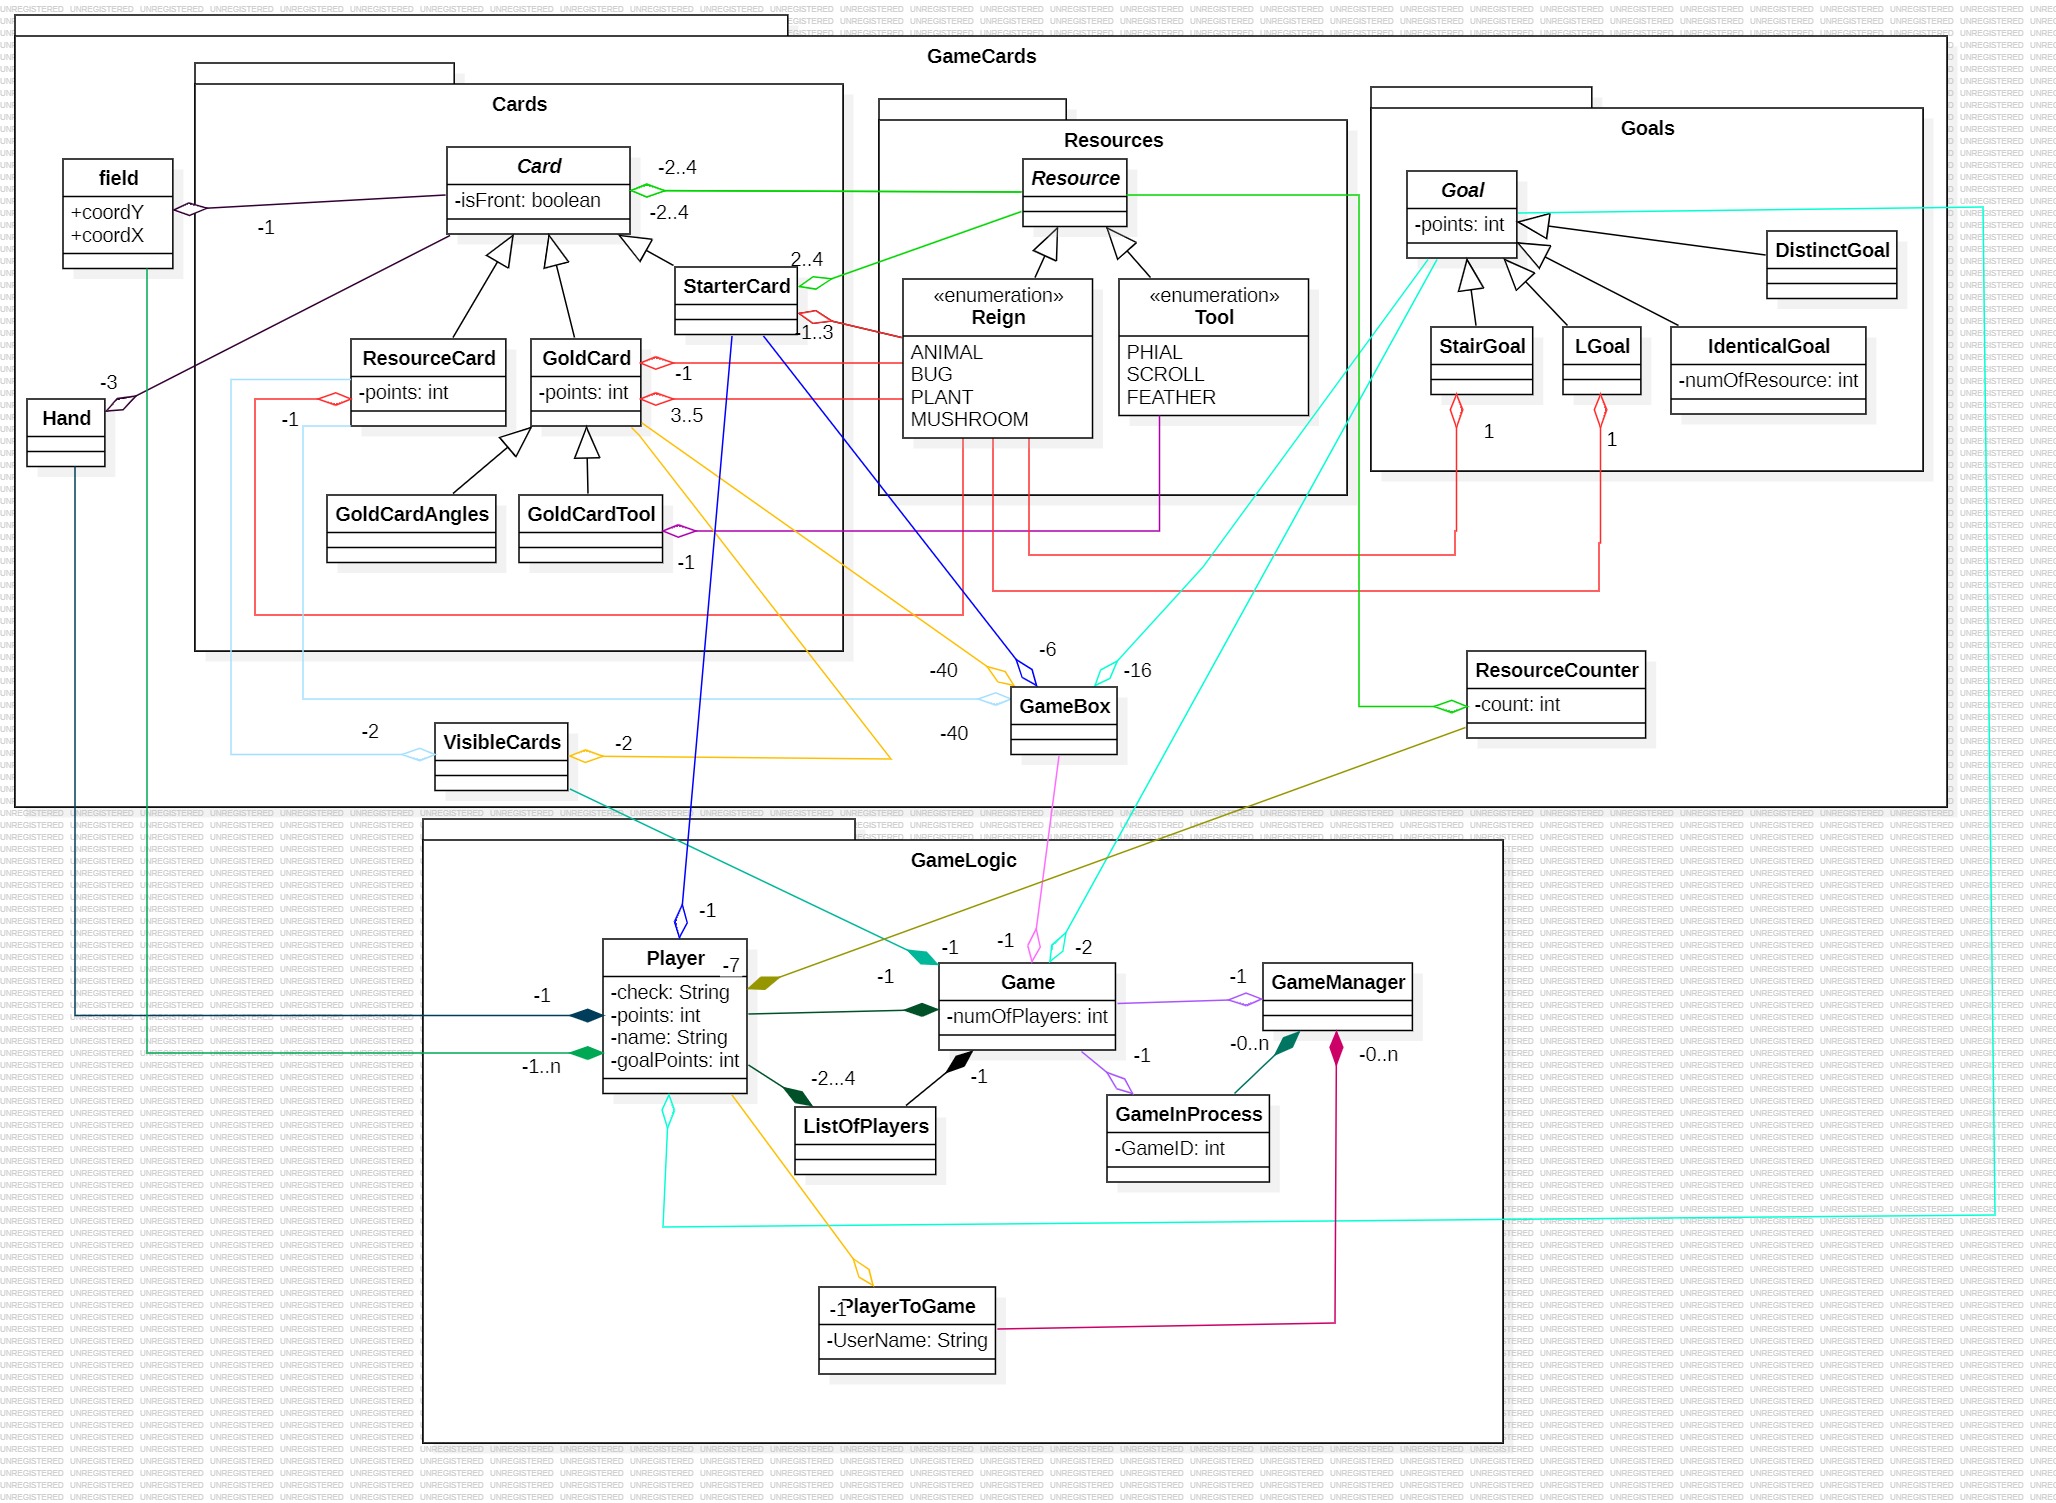 GameCards
Cards
Resources
Goals
field
+coordY
+coordX
Card
-isFront: boolean
-2..4
-2..4
-1
Resource
Goal
-points: int
DistinctGoal
StarterCard
2..4
-1..3
«enumeration»
Reign
ANIMAL
BUG
PLANT
MUSHROOM
«enumeration»
Tool
PHIAL
SCROLL
FEATHER
StairGoal
LGoal
IdenticalGoal
-numOfResource: int
1
1
ResourceCard
-points: int
GoldCard
-points: int
-1
3..5
-3
Hand
-1
GoldCardAngles
GoldCardTool
-1
-40
-6
-16
GameBox
-40
ResourceCounter
-count: int
-2
VisibleCards
-2
GameLogic
-1
Player
-7
-check: String
-points: int
-name: String
-goalPoints: int
-1
-1..n
-1
-1
-1
-2
Game
-numOfPlayers: int
-1
GameManager
-0..n
-0..n
-1
-1
-2...4
ListOfPlayers
GameInProcess
-GameID: int
-1
PlayerToGame
-UserName: String
UNREGISTERED